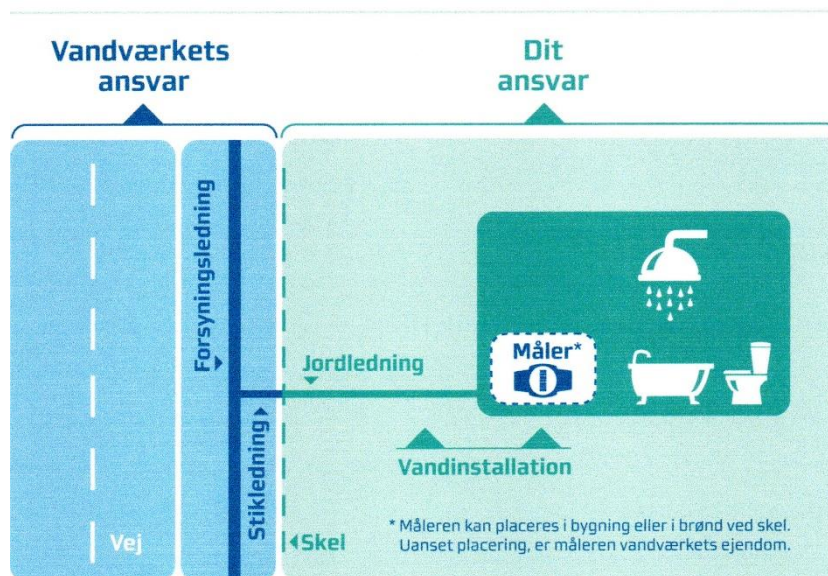 Vandværkets
ansvar
Dit
ansvar
Forsyningsledning
Stikledning
Jordledning
Måler*
Vandinstallation
Vej
Skel
* Måleren kan placeres i bygning eller i brønd ved skel.
Uanset placering, er måleren vandværkets ejendom.